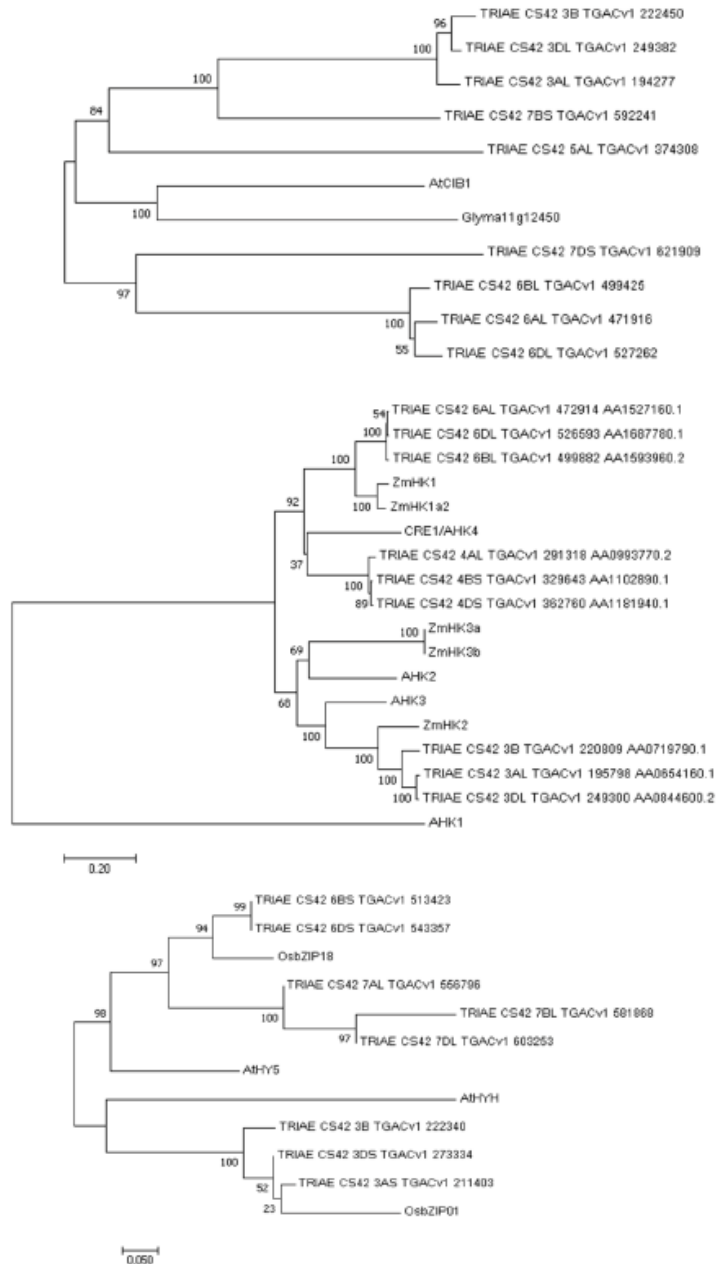 TRIAE CS42 3B TGACv1 222450
96
TRIAE CS42 3DL TGACv1 249382
100
TRIAE CS42 3AL TGACv1 194277
100
TRIAE CS42 7BS TGACv1 592241
84
TRIAE CS42 5AL TGACv1 374308
AtCIB1
100
Glyma11g12450
TRIAE CS42 7DS TGACv1 621909
97
TRIAE CS42 6BL TGACv1 499425
100
TRIAE CS42 6AL TGACv1 471916
55
TRIAE CS42 6DL TGACv1 527262
TRIAE CS42 6AL TGACv1 472914 AA1527160.1
54
100
TRIAE CS42 6DL TGACv1 526593 AA1687780.1
100
TRIAE CS42 6BL TGACv1 499882 AA1593960.2
ZmHK1
92
100
ZmHK1a2
CRE1/AHK4
37
TRIAE CS42 4AL TGACv1 291318 AA0993770.2
100
TRIAE CS42 4BS TGACv1 329643 AA1102890.1
89
TRIAE CS42 4DS TGACv1 362760 AA1181940.1
ZmHK3a
100
ZmHK3b
69
AHK2
68
AHK3
100
ZmHK2
100
TRIAE CS42 3B TGACv1 220809 AA0719790.1
100
TRIAE CS42 3AL TGACv1 195798 AA0654160.1
100
TRIAE CS42 3DL TGACv1 249300 AA0844600.2
AHK1
0.20
TRIAE CS42 6BS TGACv1 513423
99
94
TRIAE CS42 6DS TGACv1 543357
97
OsbZIP18
TRIAE CS42 7AL TGACv1 556796
100
TRIAE CS42 7BL TGACv1 581868
98
97
TRIAE CS42 7DL TGACv1 603253
AtHY5
AtHYH
TRIAE CS42 3B TGACv1 222340
100
TRIAE CS42 3DS TGACv1 273334
52
TRIAE CS42 3AS TGACv1 211403
23
OsbZIP01
0.050